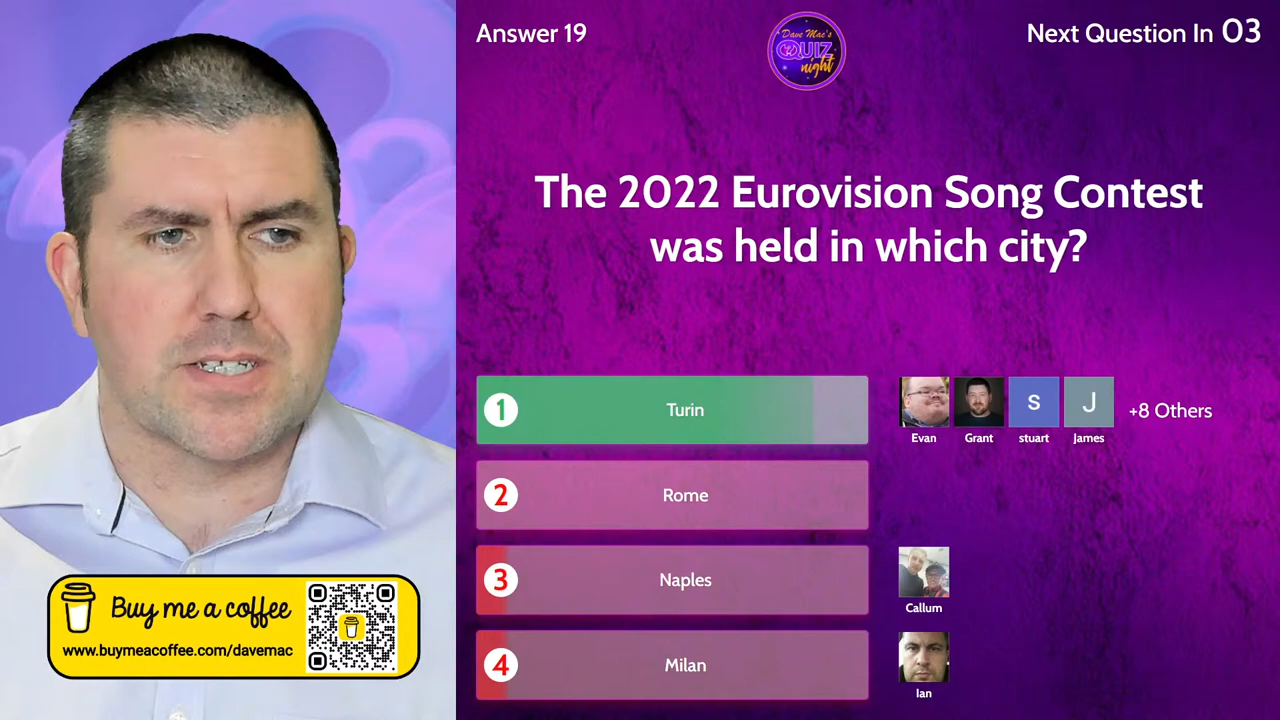 Answer 19
Dave Mac's
QUIZ
night
Next Question In 03
The 2022 Eurovision Song Contest
was held in which city?
1 Turin
Evan Grant s stuart J James +8 Others
2 Rome
3 Naples
Callum
4 Milan
Ian
Buy me a coffee
www.buymeacoffee.com/davemac